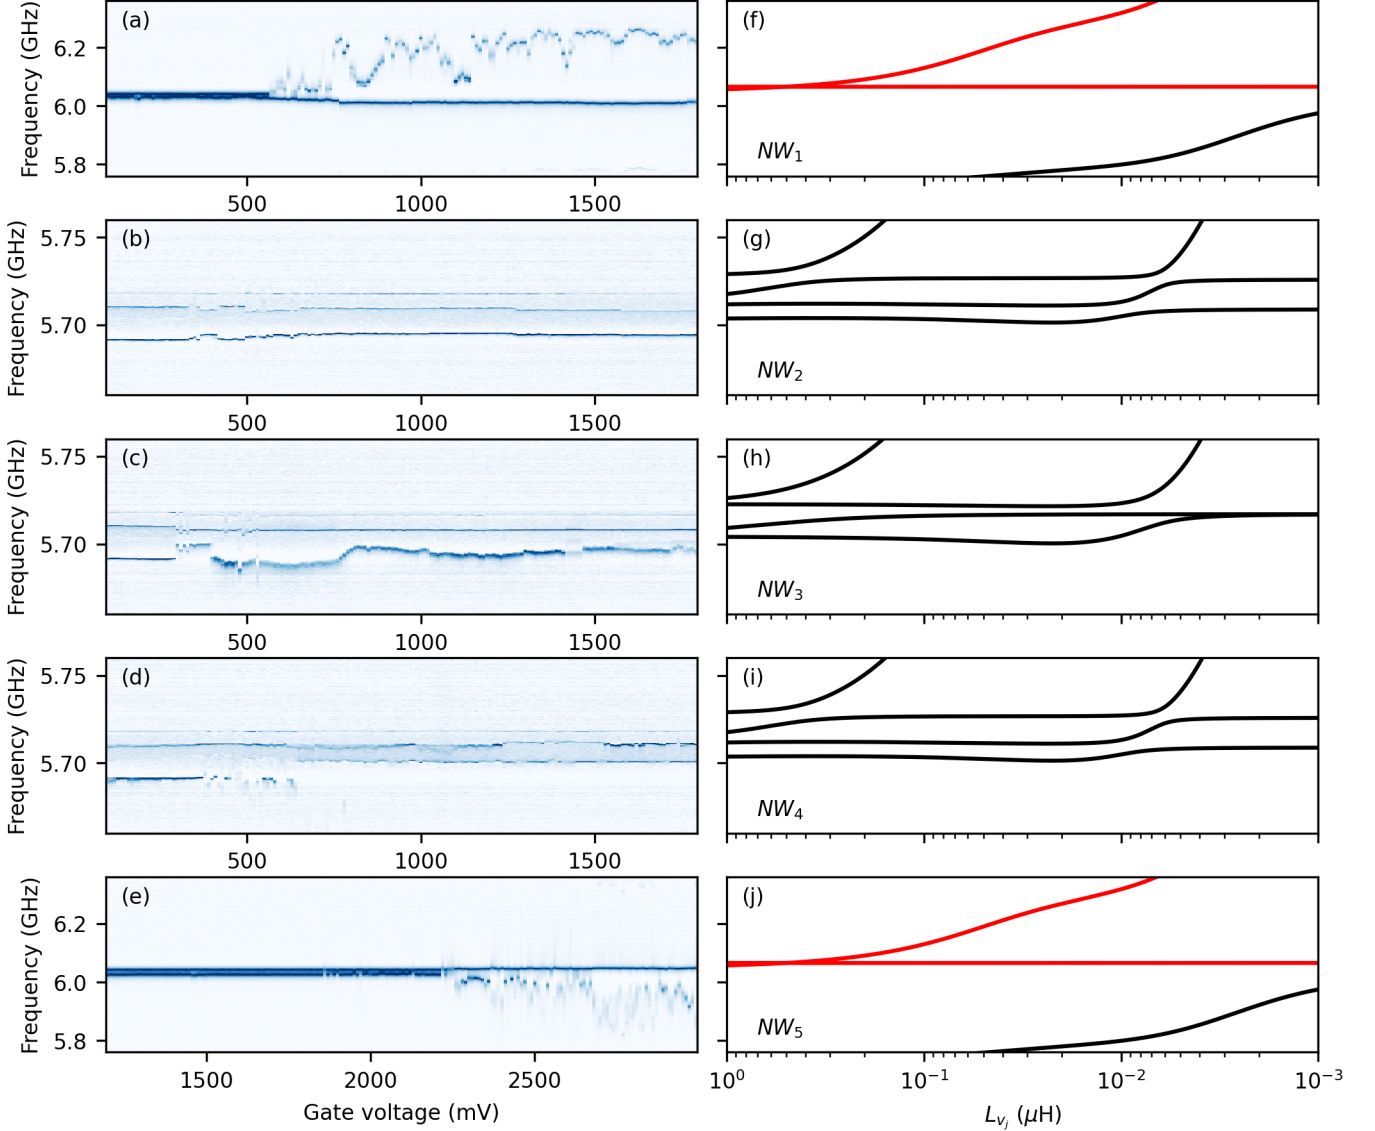 (a)
Frequency (GHz)
6.2
6.0
5.8
500
1000
1500
(f)
NW₁
(b)
Frequency (GHz)
5.75
5.70
500
1000
1500
(g)
NW₂
(c)
Frequency (GHz)
5.75
5.70
500
1000
1500
(h)
NW₃
(d)
Frequency (GHz)
5.75
5.70
500
1000
1500
(i)
NW₄
(e)
Frequency (GHz)
6.2
6.0
5.8
1500
2000
2500
Gate voltage (mV)
(j)
NW₅
10⁰
10⁻¹
10⁻²
10⁻³
L_{v_j} (μH)